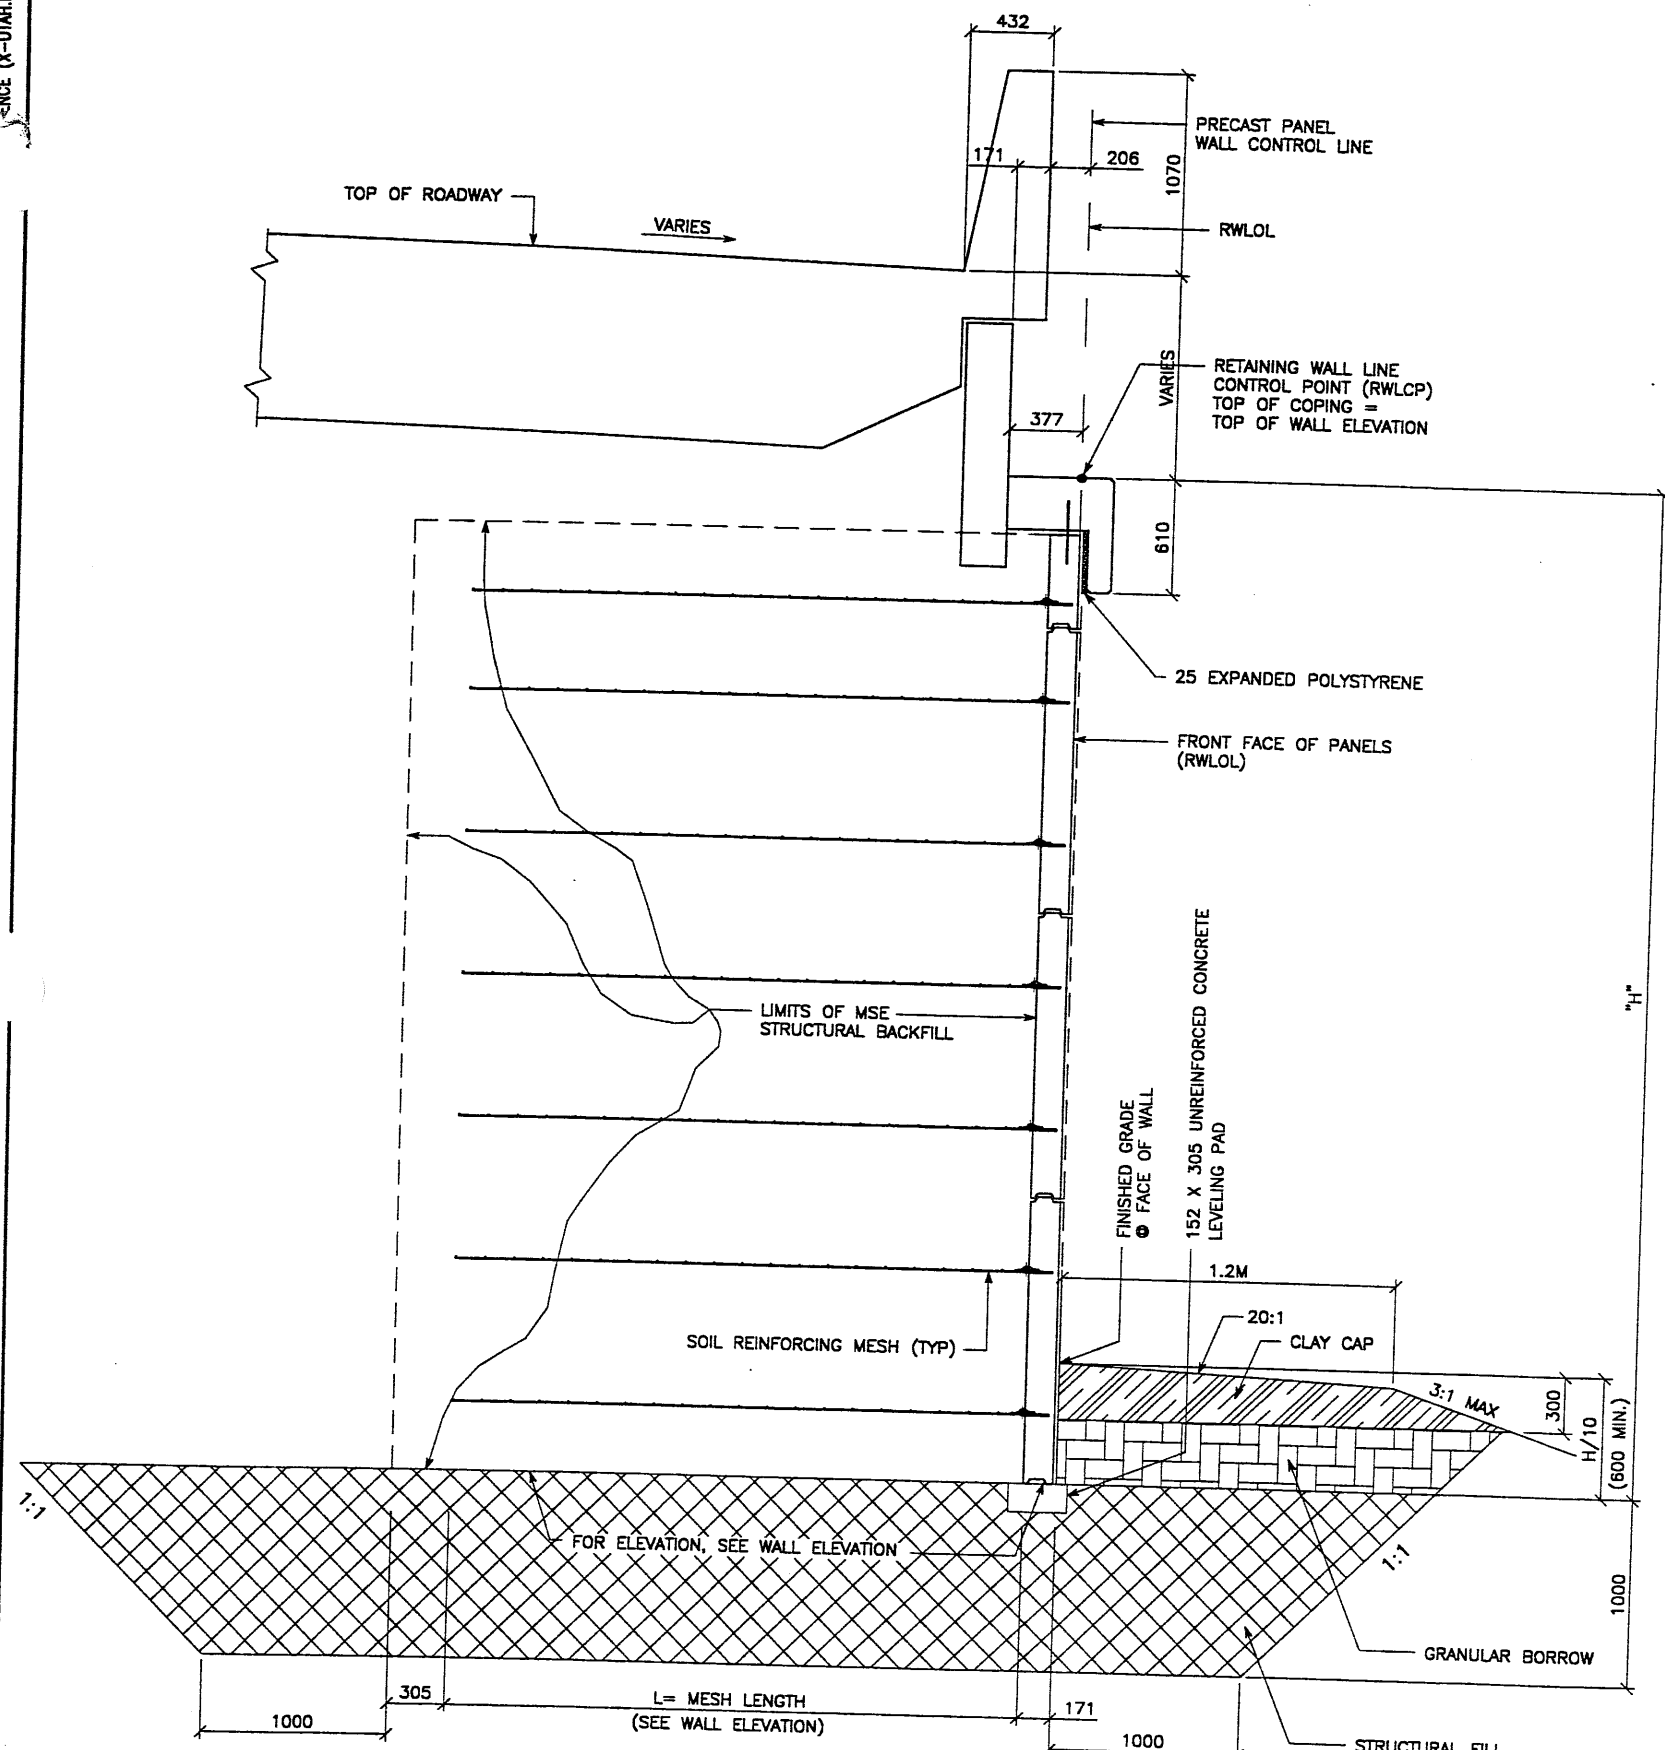 432
PRECAST PANEL
WALL CONTROL LINE
171
206
1070
TOP OF ROADWAY
VARIES
RWLOL
VARIES
RETAINING WALL LINE
CONTROL POINT (RWLCP)
TOP OF COPING =
TOP OF WALL ELEVATION
377
610
25 EXPANDED POLYSTYRENE
FRONT FACE OF PANELS
(RWLOL)
"H"
LIMITS OF MSE
STRUCTURAL BACKFILL
FINISHED GRADE
@ FACE OF WALL
152 X 305 UNREINFORCED CONCRETE
LEVELING PAD
1.2M
20:1
CLAY CAP
SOIL REINFORCING MESH (TYP)
3:1 MAX
300
H/10
(600 MIN.)
1:1
FOR ELEVATION, SEE WALL ELEVATION
1:1
1000
GRANULAR BORROW
305
L= MESH LENGTH
(SEE WALL ELEVATION)
171
1000
1000
STRUCTURAL FILL